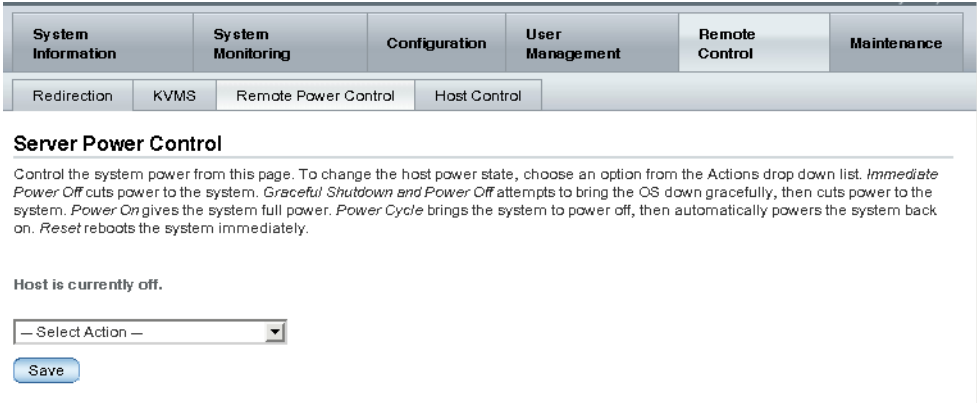 System Information
System Monitoring
Configuration
User Management
Remote Control
Maintenance
Redirection
KVMS
Remote Power Control
Host Control
Server Power Control
Control the system power from this page. To change the host power state, choose an option from the Actions drop down list. Immediate
Power Off cuts power to the system. Graceful Shutdown and Power Off attempts to bring the OS down gracefully, then cuts power to the
system. Power On gives the system full power. Power Cycle brings the system to power off, then automatically powers the system back
on. Reset reboots the system immediately.
Host is currently off.
— Select Action —
Save